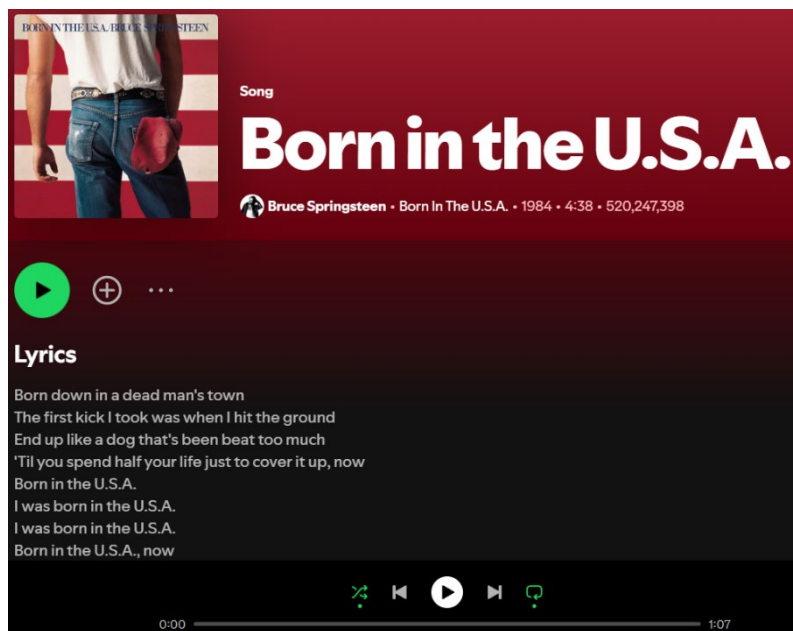 BORN IN THE U.S.A./BRUCE SPRINGSTEEN
Song
Born in the U.S.A.
Bruce Springsteen • Born In The U.S.A. • 1984 • 4:38 • 520,247,398
Lyrics
Born down in a dead man's town
The first kick I took was when I hit the ground
End up like a dog that's been beat too much
'Til you spend half your life just to cover it up, now
Born in the U.S.A.
I was born in the U.S.A.
I was born in the U.S.A.
Born in the U.S.A., now
0:00 1:07